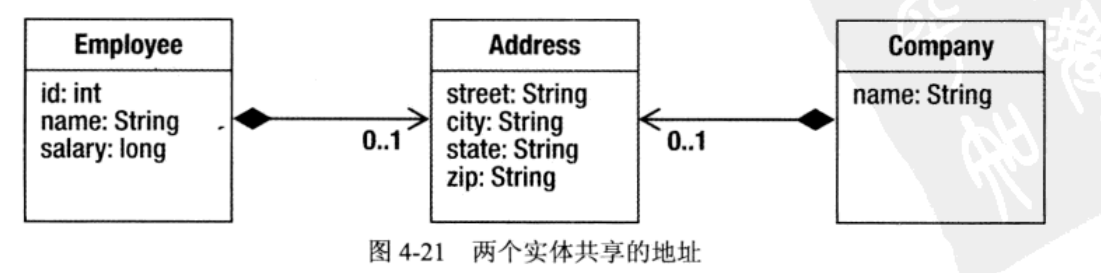 Employee
id: int
name: String
salary: long
0..1
Address
street: String
city: String
state: String
zip: String
0..1
Company
name: String
图 4-21 两个实体共享的地址